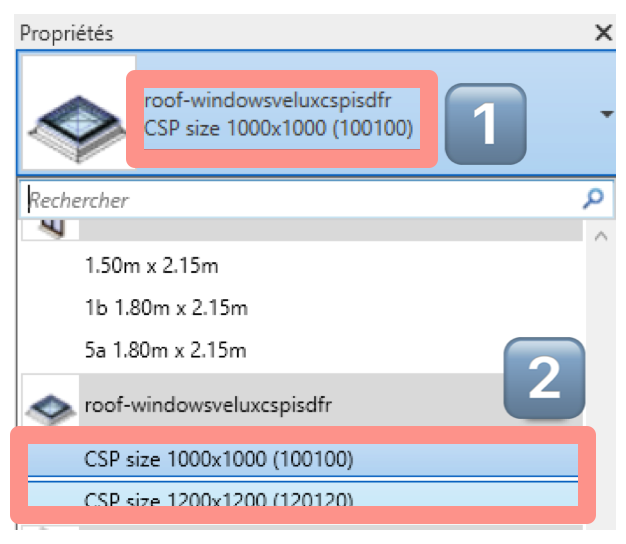 Propriétés
roof-windowsveluxcspisdfr
CSP size 1000x1000 (100100)
1
Rechercher
1.50m x 2.15m
1b 1.80m x 2.15m
5a 1.80m x 2.15m
2
roof-windowsveluxcspisdfr
CSP size 1000x1000 (100100)
CSP size 1200x1200 (120120)